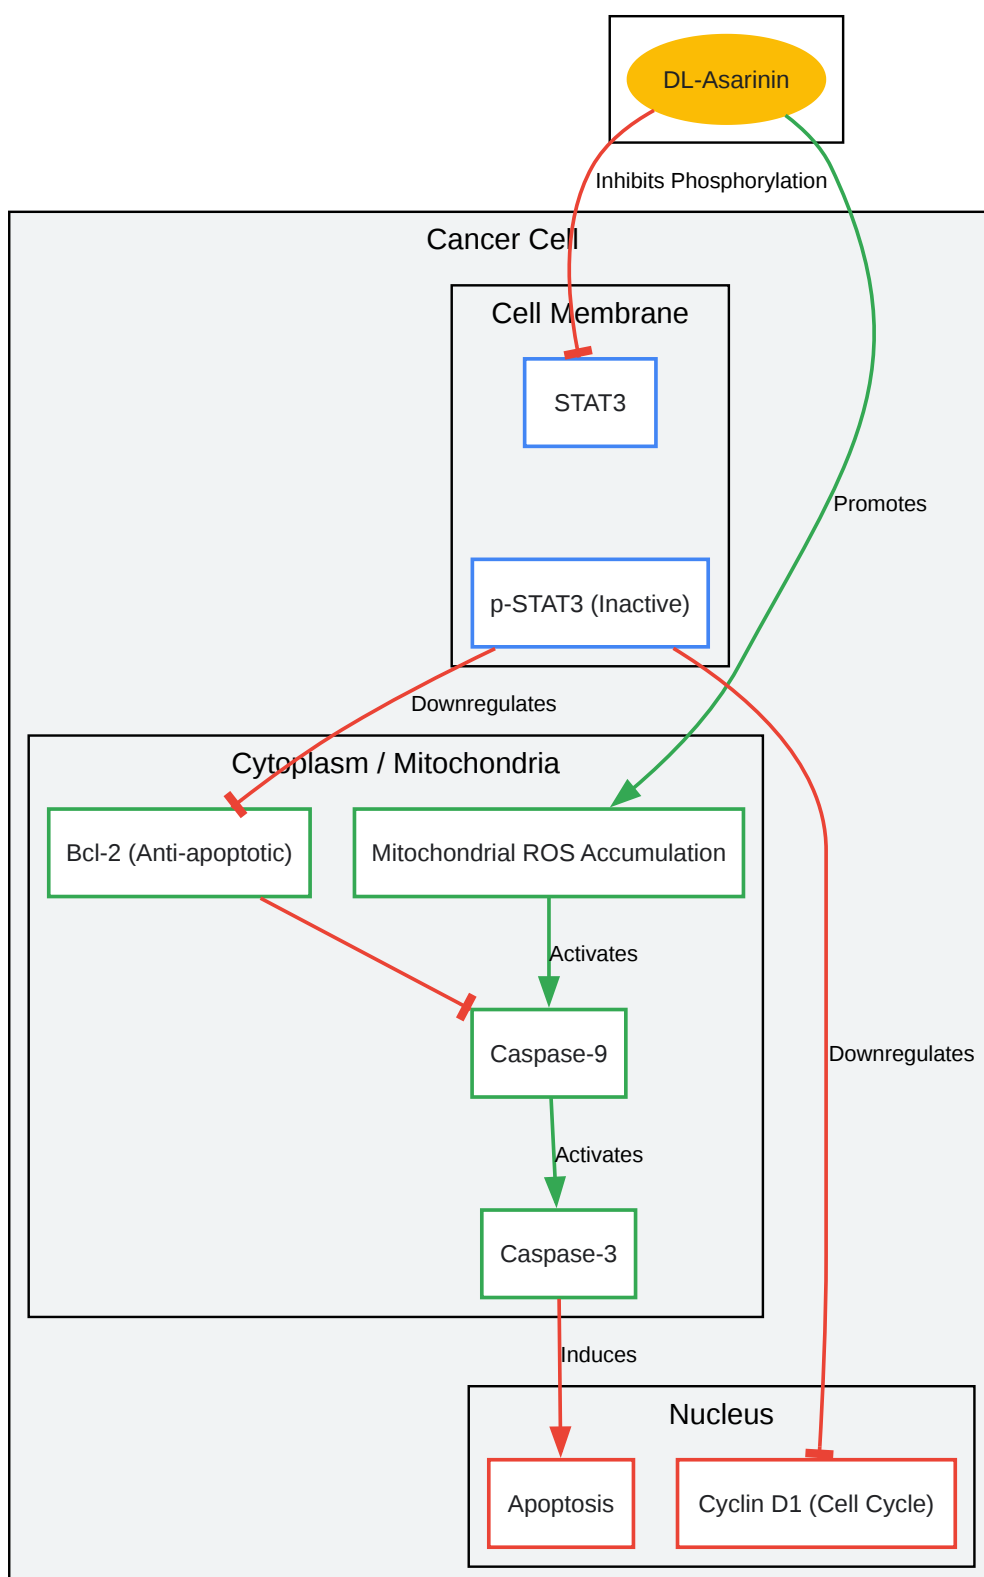 DL-Asarinin
Inhibits Phosphorylation
Cancer Cell
Cell Membrane
STAT3
Promotes
p-STAT3 (Inactive)
Downregulates
Cytoplasm / Mitochondria
Bcl-2 (Anti-apoptotic)
Mitochondrial ROS Accumulation
Activates
Caspase-9
Downregulates
Activates
Caspase-3
Induces
Nucleus
Apoptosis
Cyclin D1 (Cell Cycle)